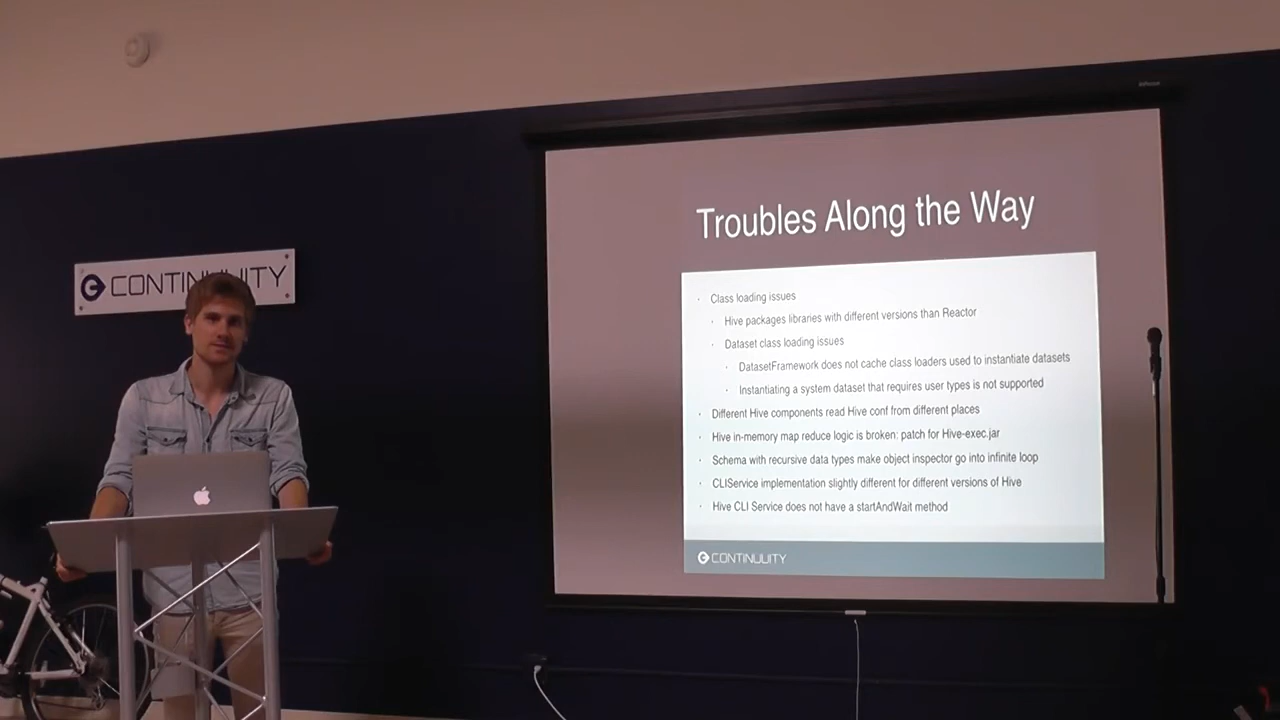 CONTINUUITY
Troubles Along the Way
· Class loading issues
· Hive packages libraries with different versions than Reactor
· Dataset class loading issues
· DatasetFramework does not cache class loaders used to instantiate datasets
· Instantiating a system dataset that requires user types is not supported
· Different Hive components read Hive conf from different places
· Hive in-memory map reduce logic is broken: patch for Hive-exec.jar
· Schema with recursive data types make object inspector go into infinite loop
· CLIService implementation slightly different for different versions of Hive
· Hive CLI Service does not have a startAndWait method
CONTINUUITY